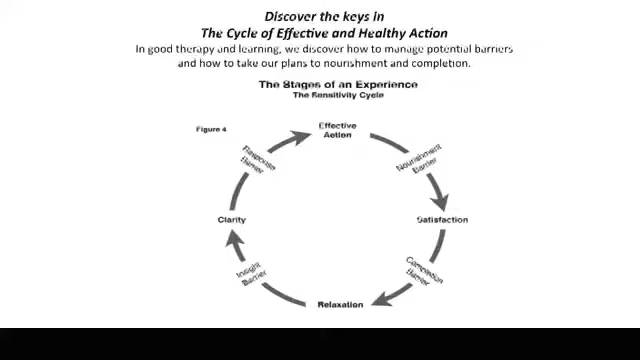 Discover the keys in
The Cycle of Effective and Healthy Action
In good therapy and learning, we discover how to manage potential barriers
and how to take our plans to nourishment and completion.
The Stages of an Experience
The Sensitivity Cycle
Figure 4
Effective
Action
Response
Barrier
Nourishment
Barrier
Clarity
Satisfaction
Insight
Barrier
Completion
Barrier
Relaxation